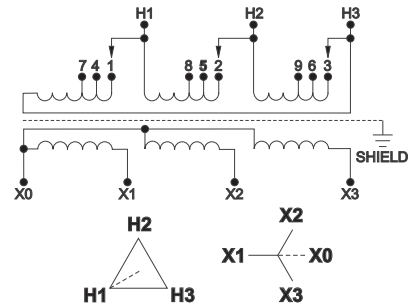 H1 H2 H3
7 4 1 8 5 2 9 6 3
SHIELD
X0 X1 X2 X3
H2
H1 H3
X2
X1 X0
X3